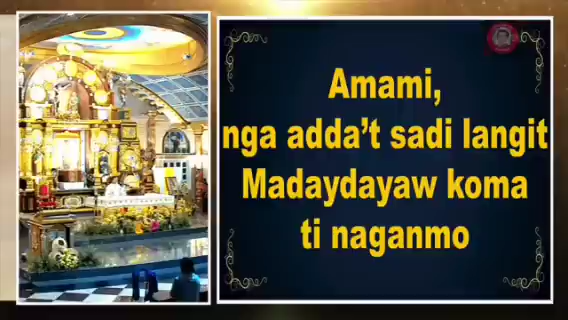 Amami,
nga adda't sadi langit
Madaydayaw koma
ti naganmo